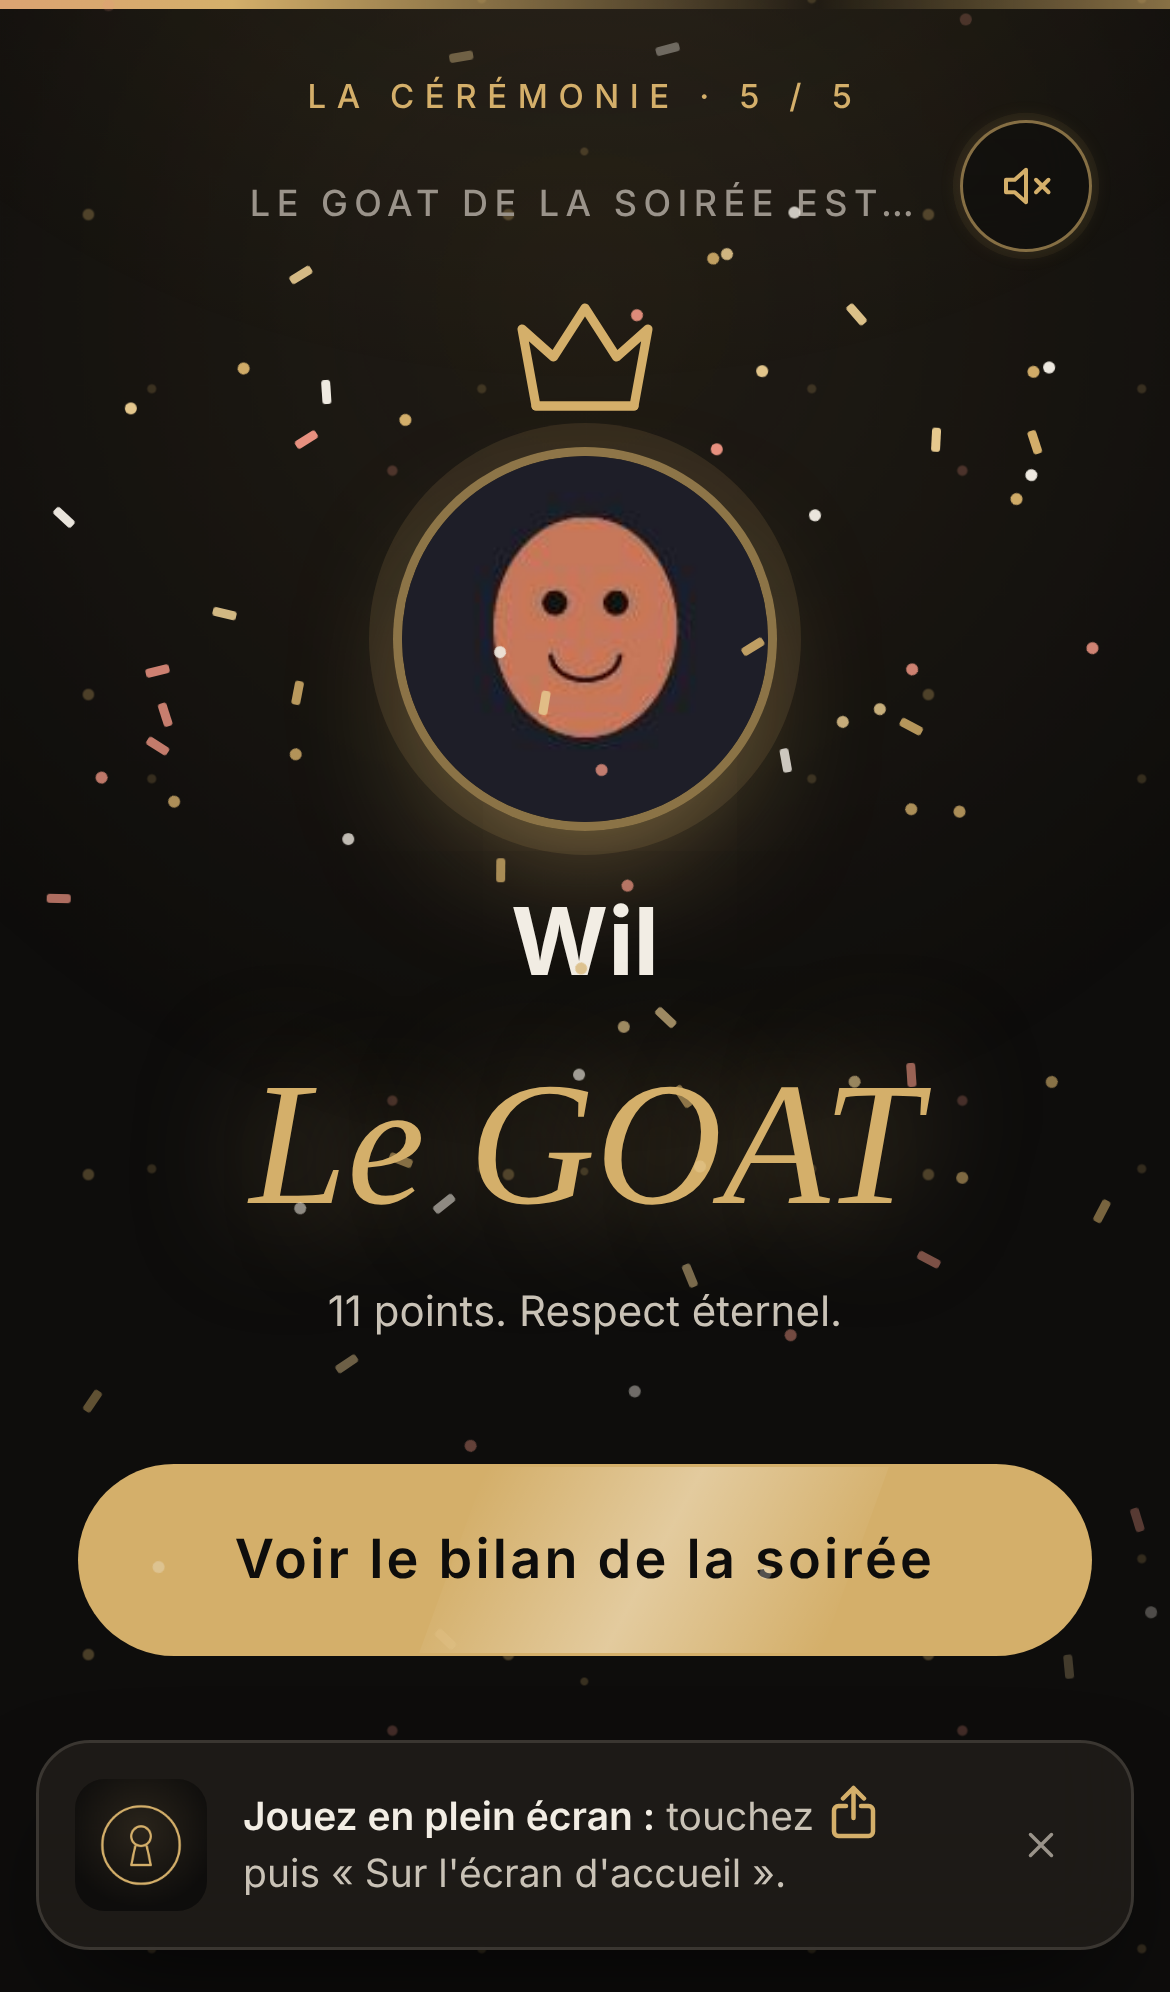 LA CÉRÉMONIE · 5 / 5
LE GOAT DE LA SOIRÉE EST...
Wil
Le GOAT
11 points. Respect éternel.
Voir le bilan de la soirée
Jouez en plein écran : touchez
puis « Sur l'écran d'accueil ».